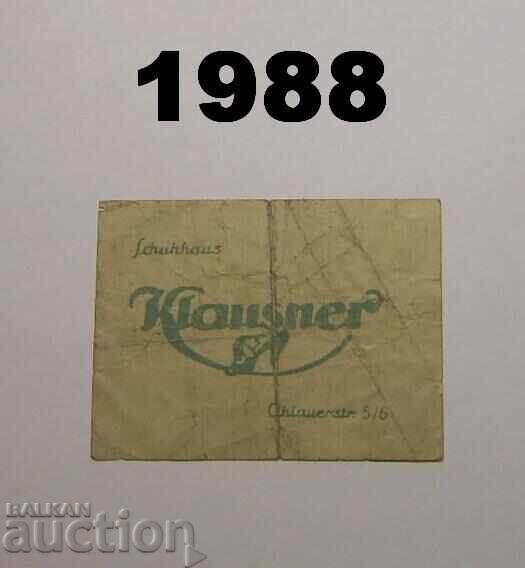 1988
Schuhhaus
Klausner
Ohlauerstr. 5/6
BALKAN
auction